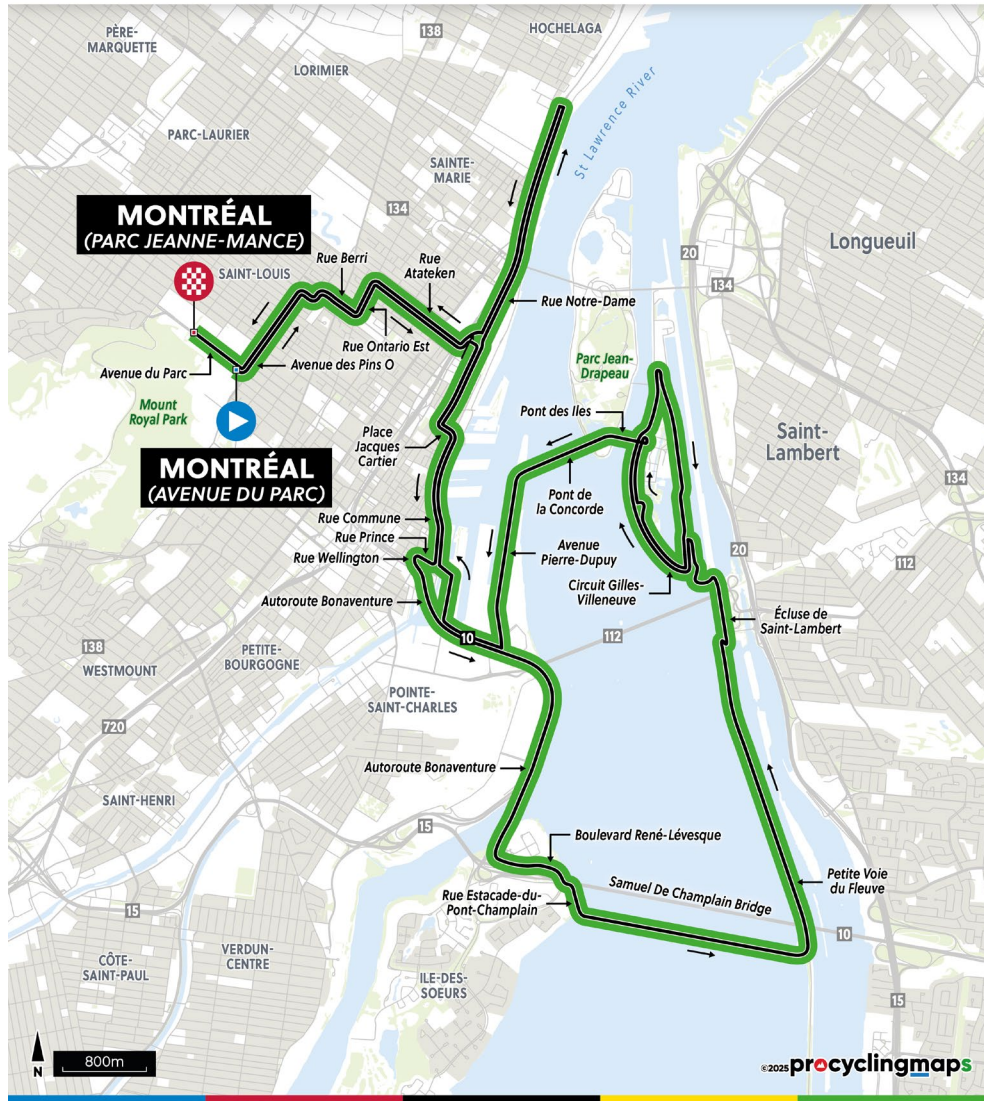 138
HOCHELAGA
PÈRE-
MARQUETTE
LORIMIER
St Lawrence River
PARC-LAURIER
SAINTE-
MARIE
134
MONTRÉAL
(PARC JEANNE-MANCE)
Longueuil
20
SAINT-LOUIS
Rue Berri
Rue
Atateken
134
Rue Notre-Dame
Rue Ontario Est
Avenue des Pins O
Avenue du Parc
Parc Jean-
Drapeau
Mount
Royal Park
Pont des Iles
Place
Jacques
Cartier
Saint-
Lambert
MONTRÉAL
(AVENUE DU PARC)
134
Pont de
la Concorde
Rue Commune
Rue Prince
Rue Wellington
Avenue
Pierre-Dupuy
20
112
Circuit Gilles-
Villeneuve
Autoroute Bonaventure
Écluse de
Saint-Lambert
10
112
138
WESTMOUNT
PETITE-
BOURGOGNE
POINTE-
SAINT-CHARLES
720
Autoroute Bonaventure
SAINT-HENRI
15
Boulevard René-Lévesque
Petite Voie
du Fleuve
Samuel De Champlain Bridge
Rue Estacade-du-
Pont-Champlain
15
10
CÔTE-
SAINT-PAUL
VERDUN-
CENTRE
ILE-DES-
SOEURS
15
N
800m
©2025 procyclingmaps